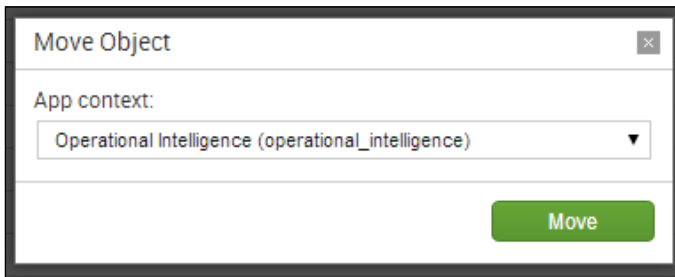 Move Object
App context:
Operational Intelligence (operational_intelligence)
Move